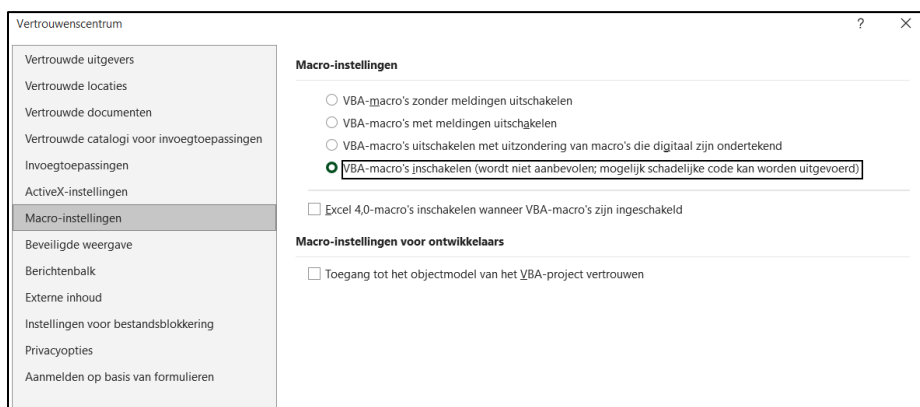 Vertrouwenscentrum
? ×
Vertrouwde uitgevers
Vertrouwde locaties
Vertrouwde documenten
Vertrouwde catalogi voor invoegtoepassingen
Invoegtoepassingen
ActiveX-instellingen
Macro-instellingen
Beveiligde weergave
Berichtenbalk
Externe inhoud
Instellingen voor bestandsblokkering
Privacyopties
Aanmelden op basis van formulieren
Macro-instellingen
VBA-macro's zonder meldingen uitschakelen
VBA-macro's met meldingen uitschakelen
VBA-macro's uitschakelen met uitzondering van macro's die digitaal zijn ondertekend
VBA-macro's inschakelen (wordt niet aanbevolen; mogelijk schadelijke code kan worden uitgevoerd)
Excel 4,0-macro's inschakelen wanneer VBA-macro's zijn ingeschakeld
Macro-instellingen voor ontwikkelaars
Toegang tot het objectmodel van het VBA-project vertrouwen